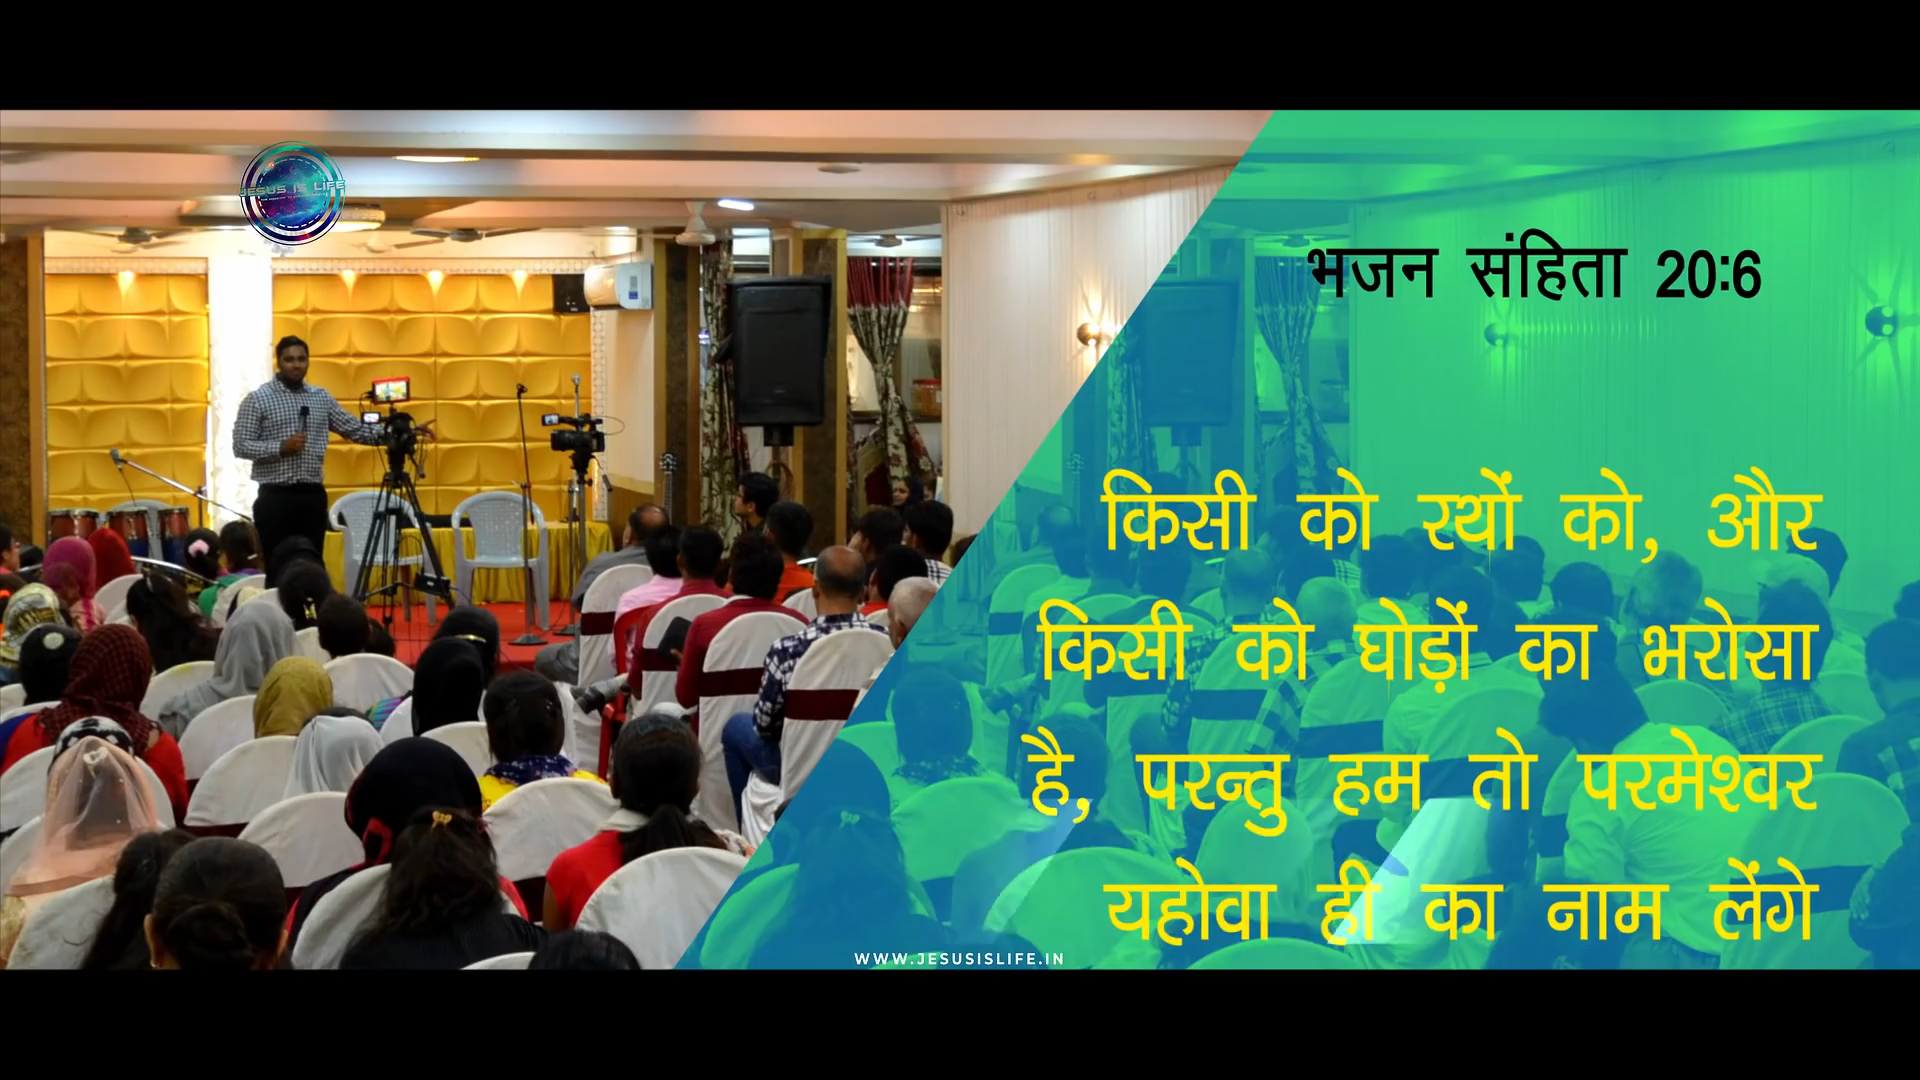 JESUS IS LIFE
भजन संहिता 20:6
किसी को रथों को, और
किसी को घोड़ों का भरोसा
है, परन्तु हम तो परमेश्वर
यहोवा ही का नाम लेंगे
WWW.JESUSISLIFE.IN